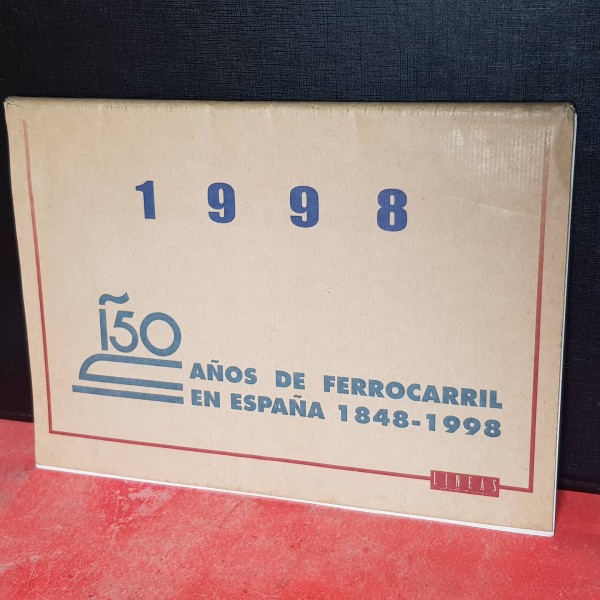 1998
150
AÑOS DE FERROCARRIL
EN ESPAÑA 1848-1998
LINEAS